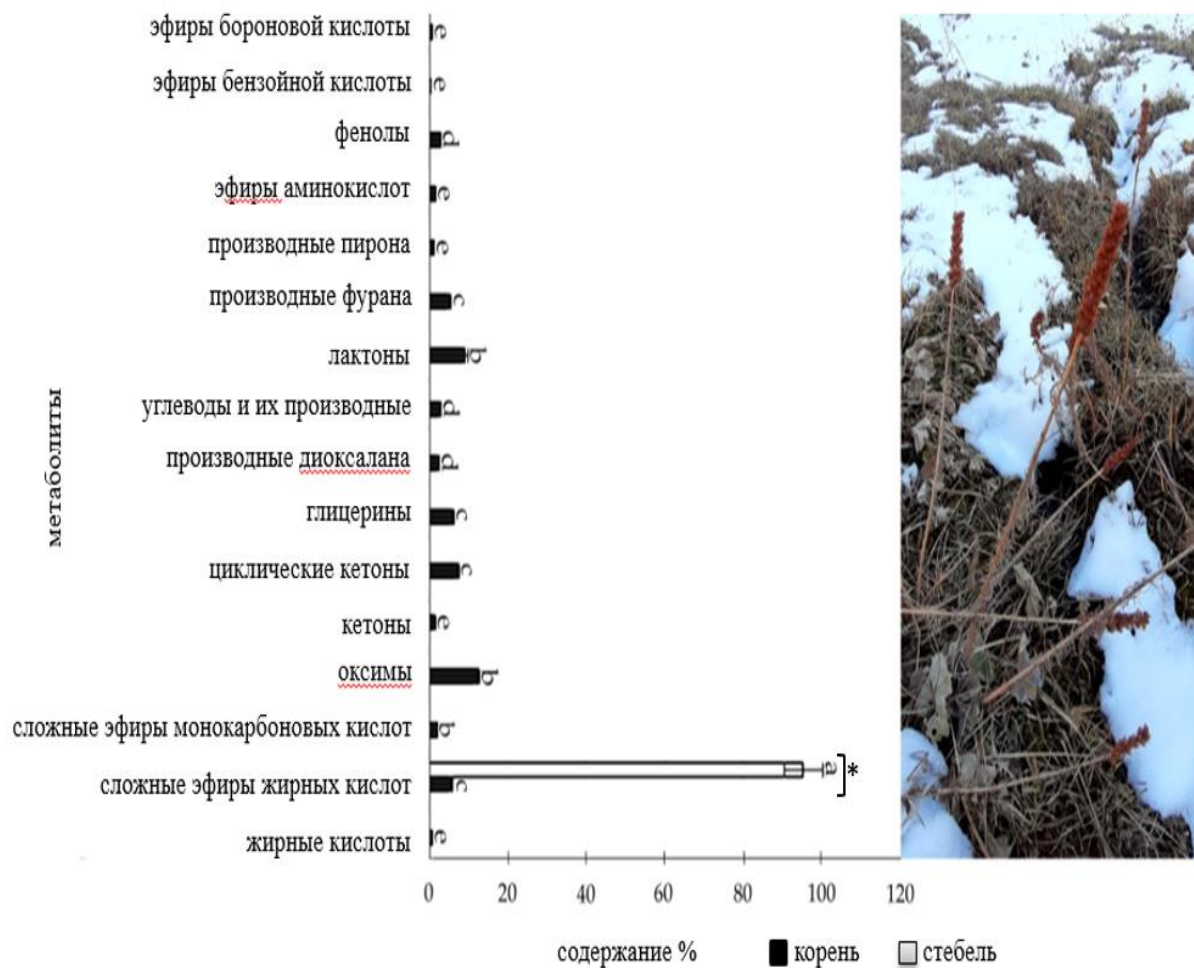 эфиры бороновой кислоты e
эфиры бензойной кислоты e
фенолы d
эфиры аминокислот e
производные пирона e
производные фурана c
лактоны b
углеводы и их производные d
производные диоксалана d
глицерины c
циклические кетоны c
кетоны e
оксимы b
сложные эфиры монокарбоновых кислот b
a *
сложные эфиры жирных кислот c
жирные кислоты e
метаболиты
0 20 40 60 80 100 120
содержание % корень стебель